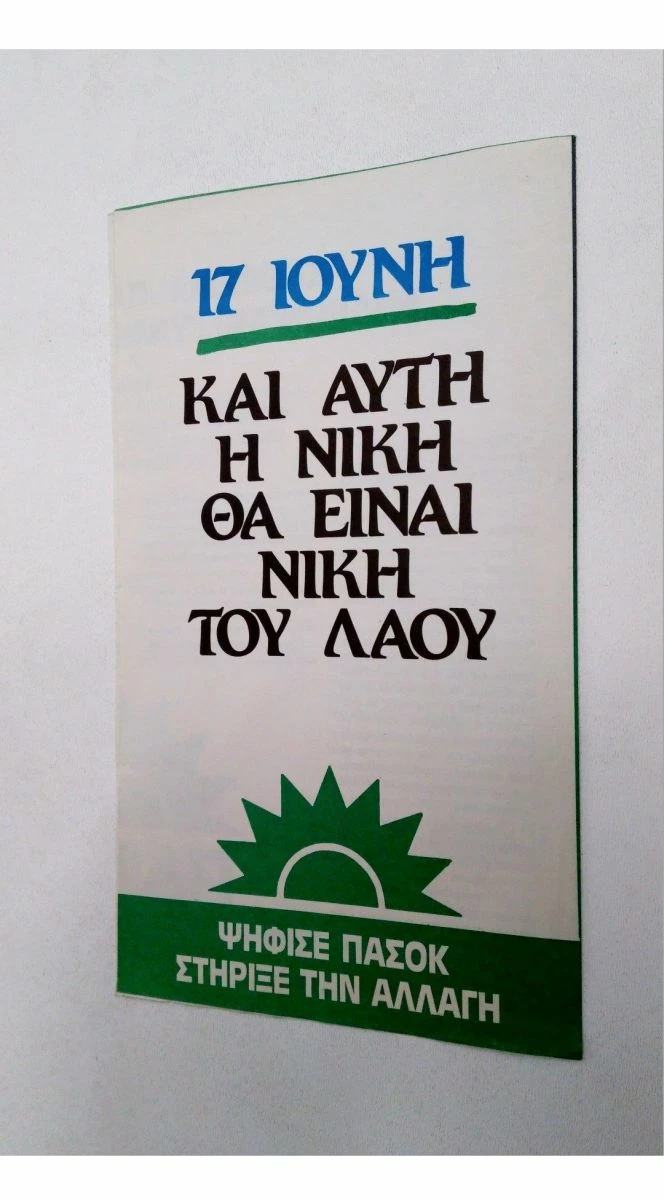 17 ΙΟΥΝΗ
ΚΑΙ ΑΥΤΗ
Η ΝΙΚΗ
ΘΑ ΕΙΝΑΙ
ΝΙΚΗ
ΤΟΥ ΛΑΟΥ
ΨΗΦΙΣΕ ΠΑΣΟΚ
ΣΤΗΡΙΞΕ ΤΗΝ ΑΛΛΑΓΗ